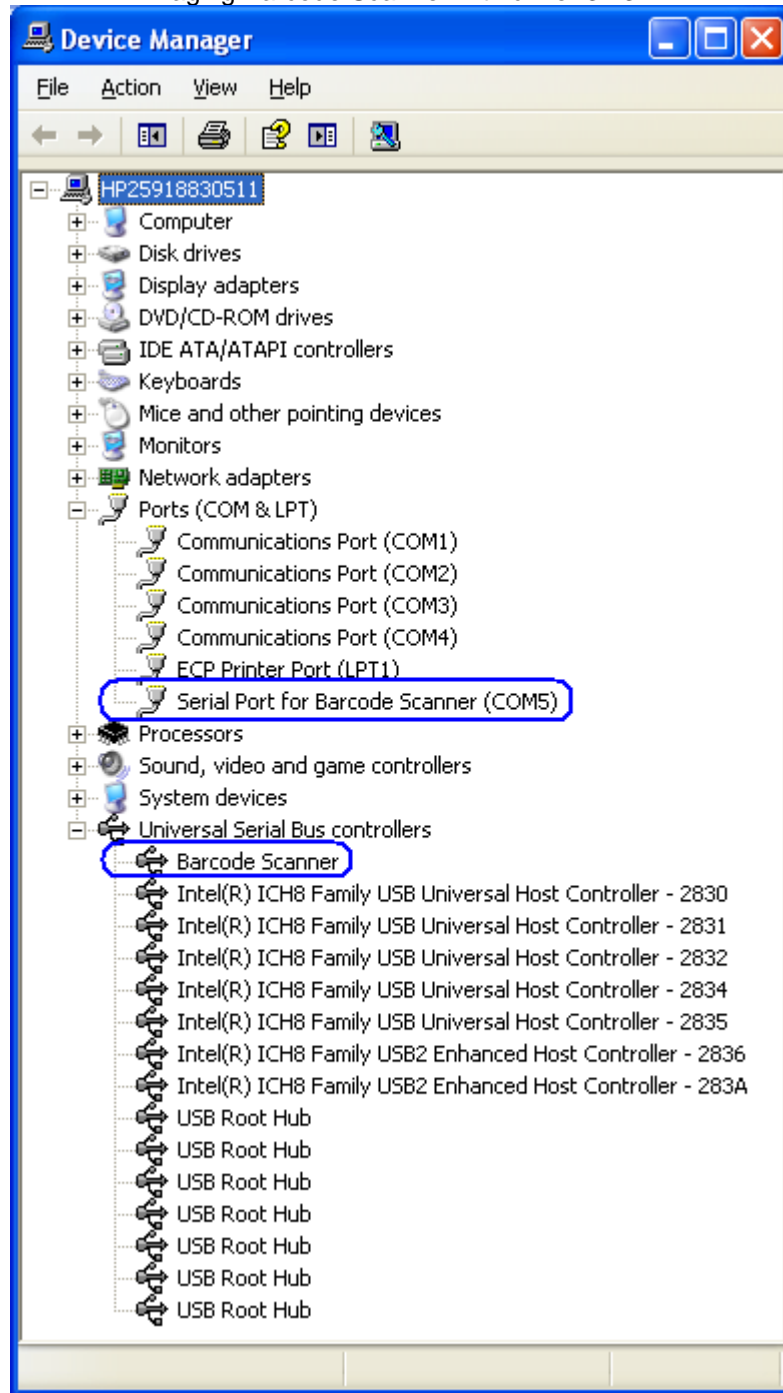 Device Manager
File Action View Help
HP25918830511
Computer
Disk drives
Display adapters
DVD/CD-ROM drives
IDE ATA/ATAPI controllers
Keyboards
Mice and other pointing devices
Monitors
Network adapters
Ports (COM & LPT)
Communications Port (COM1)
Communications Port (COM2)
Communications Port (COM3)
Communications Port (COM4)
ECP Printer Port (LPT1)
Serial Port for Barcode Scanner (COM5)
Processors
Sound, video and game controllers
System devices
Universal Serial Bus controllers
Barcode Scanner
Intel(R) ICH8 Family USB Universal Host Controller - 2830
Intel(R) ICH8 Family USB Universal Host Controller - 2831
Intel(R) ICH8 Family USB Universal Host Controller - 2832
Intel(R) ICH8 Family USB Universal Host Controller - 2834
Intel(R) ICH8 Family USB Universal Host Controller - 2835
Intel(R) ICH8 Family USB2 Enhanced Host Controller - 2836
Intel(R) ICH8 Family USB2 Enhanced Host Controller - 283A
USB Root Hub
USB Root Hub
USB Root Hub
USB Root Hub
USB Root Hub
USB Root Hub
USB Root Hub